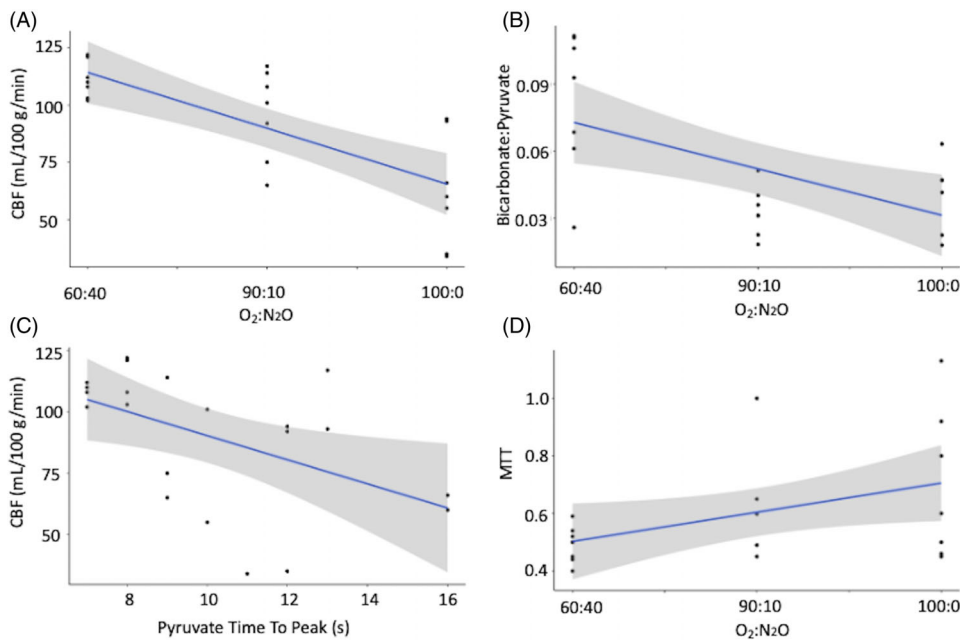 (A)
CBF (mL/100 g/min)
125
100
75
50
60:40
90:10
100:0
O₂:N₂O
(B)
Bicarbonate:Pyruvate
0.09
0.06
0.03
60:40
90:10
100:0
O₂:N₂O
(C)
CBF (mL/100 g/min)
125
100
75
50
8
10
11
13
14
16
Pyruvate Time To Peak (s)
(D)
MTT
1.0
0.8
0.6
0.4
60:40
90:10
100:0
O₂:N₂O